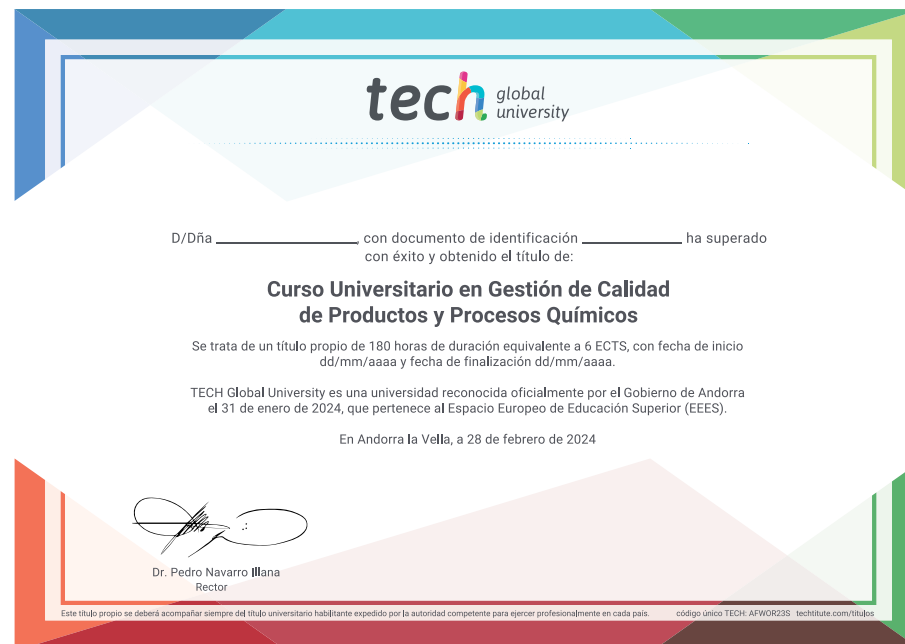 tech global
university
D/Dña ____________________, con documento de identificación ______________ ha superado
con éxito y obtenido el título de:
Curso Universitario en Gestión de Calidad
de Productos y Procesos Químicos
Se trata de un título propio de 180 horas de duración equivalente a 6 ECTS, con fecha de inicio
dd/mm/aaaa y fecha de finalización dd/mm/aaaa.
TECH Global University es una universidad reconocida oficialmente por el Gobierno de Andorra
el 31 de enero de 2024, que pertenece al Espacio Europeo de Educación Superior (EEES).
En Andorra la Vella, a 28 de febrero de 2024
Dr. Pedro Navarro Illana
Rector
Este título propio se deberá acompañar siempre del título universitario habilitante expedido por la autoridad competente para ejercer profesionalmente en cada país. código único TECH: AFWOR23S techtitute.com/titulos